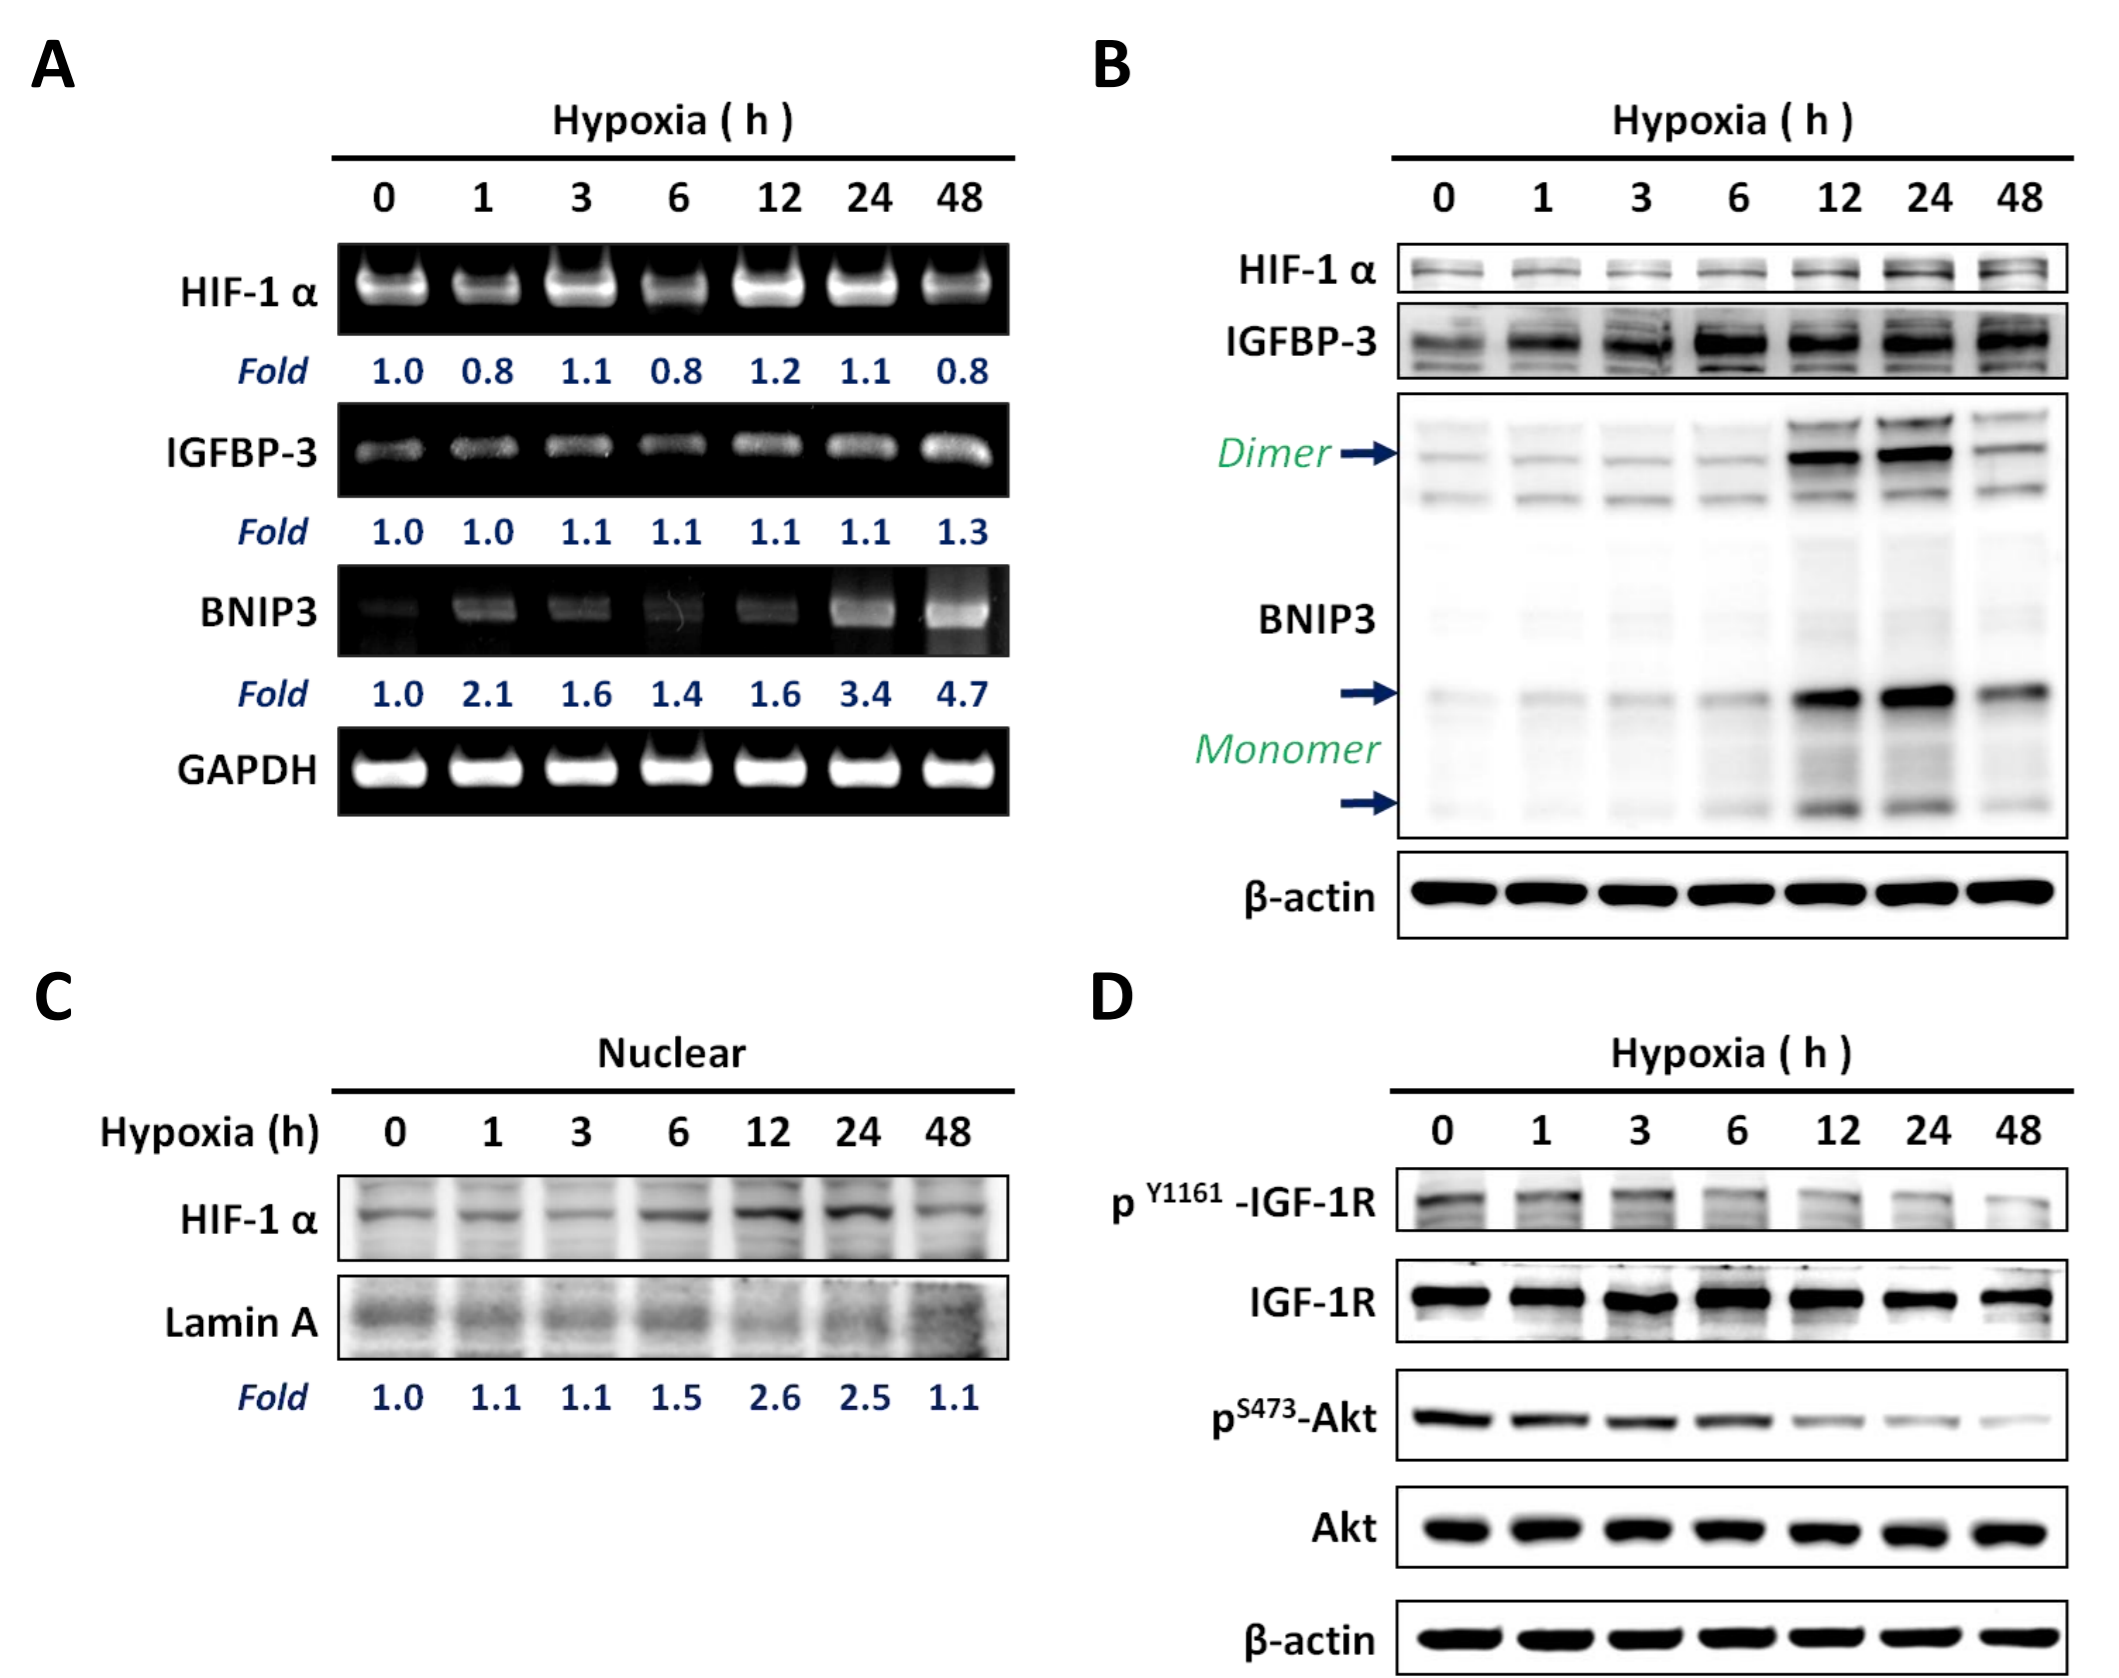 A
Hypoxia ( h )
0 1 3 6 12 24 48
HIF-1 α
Fold 1.0 0.8 1.1 0.8 1.2 1.1 0.8
IGFBP-3
Fold 1.0 1.0 1.1 1.1 1.1 1.1 1.3
BNIP3
Fold 1.0 2.1 1.6 1.4 1.6 3.4 4.7
GAPDH
B
Hypoxia ( h )
0 1 3 6 12 24 48
HIF-1 α
IGFBP-3
Dimer
BNIP3
Monomer
β-actin
C
Nuclear
Hypoxia (h) 0 1 3 6 12 24 48
HIF-1 α
Lamin A
Fold 1.0 1.1 1.1 1.5 2.6 2.5 1.1
D
Hypoxia ( h )
0 1 3 6 12 24 48
p Y1161 -IGF-1R
IGF-1R
pS473-Akt
Akt
β-actin